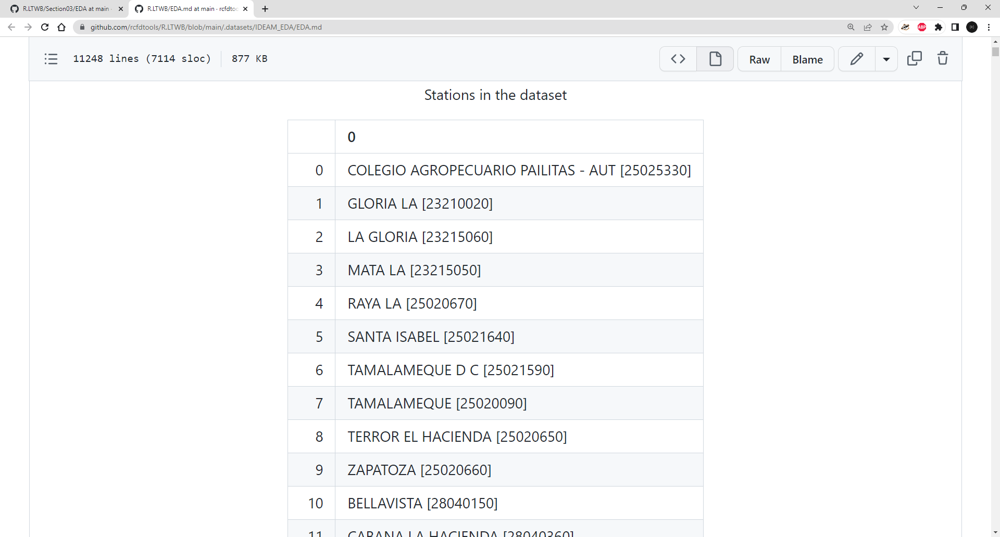 R.LTWB/Section03/EDA at main ·
R.LTWB/EDA.md at main · rcfdtoc
github.com/rcfdtools/R.LTWB/blob/main/.datasets/IDEAM_EDA/EDA.md
ABP
11248 lines (7114 sloc) 877 KB
Raw
Blame
Stations in the dataset
0
0 COLEGIO AGROPECUARIO PAILITAS - AUT [25025330]
1 GLORIA LA [23210020]
2 LA GLORIA [23215060]
3 MATA LA [23215050]
4 RAYA LA [25020670]
5 SANTA ISABEL [25021640]
6 TAMALAMEQUE D C [25021590]
7 TAMALAMEQUE [25020090]
8 TERROR EL HACIENDA [25020650]
9 ZAPATOZA [25020660]
10 BELLAVISTA [28040150]
11 CABANA LA HACIENDA [28040360]